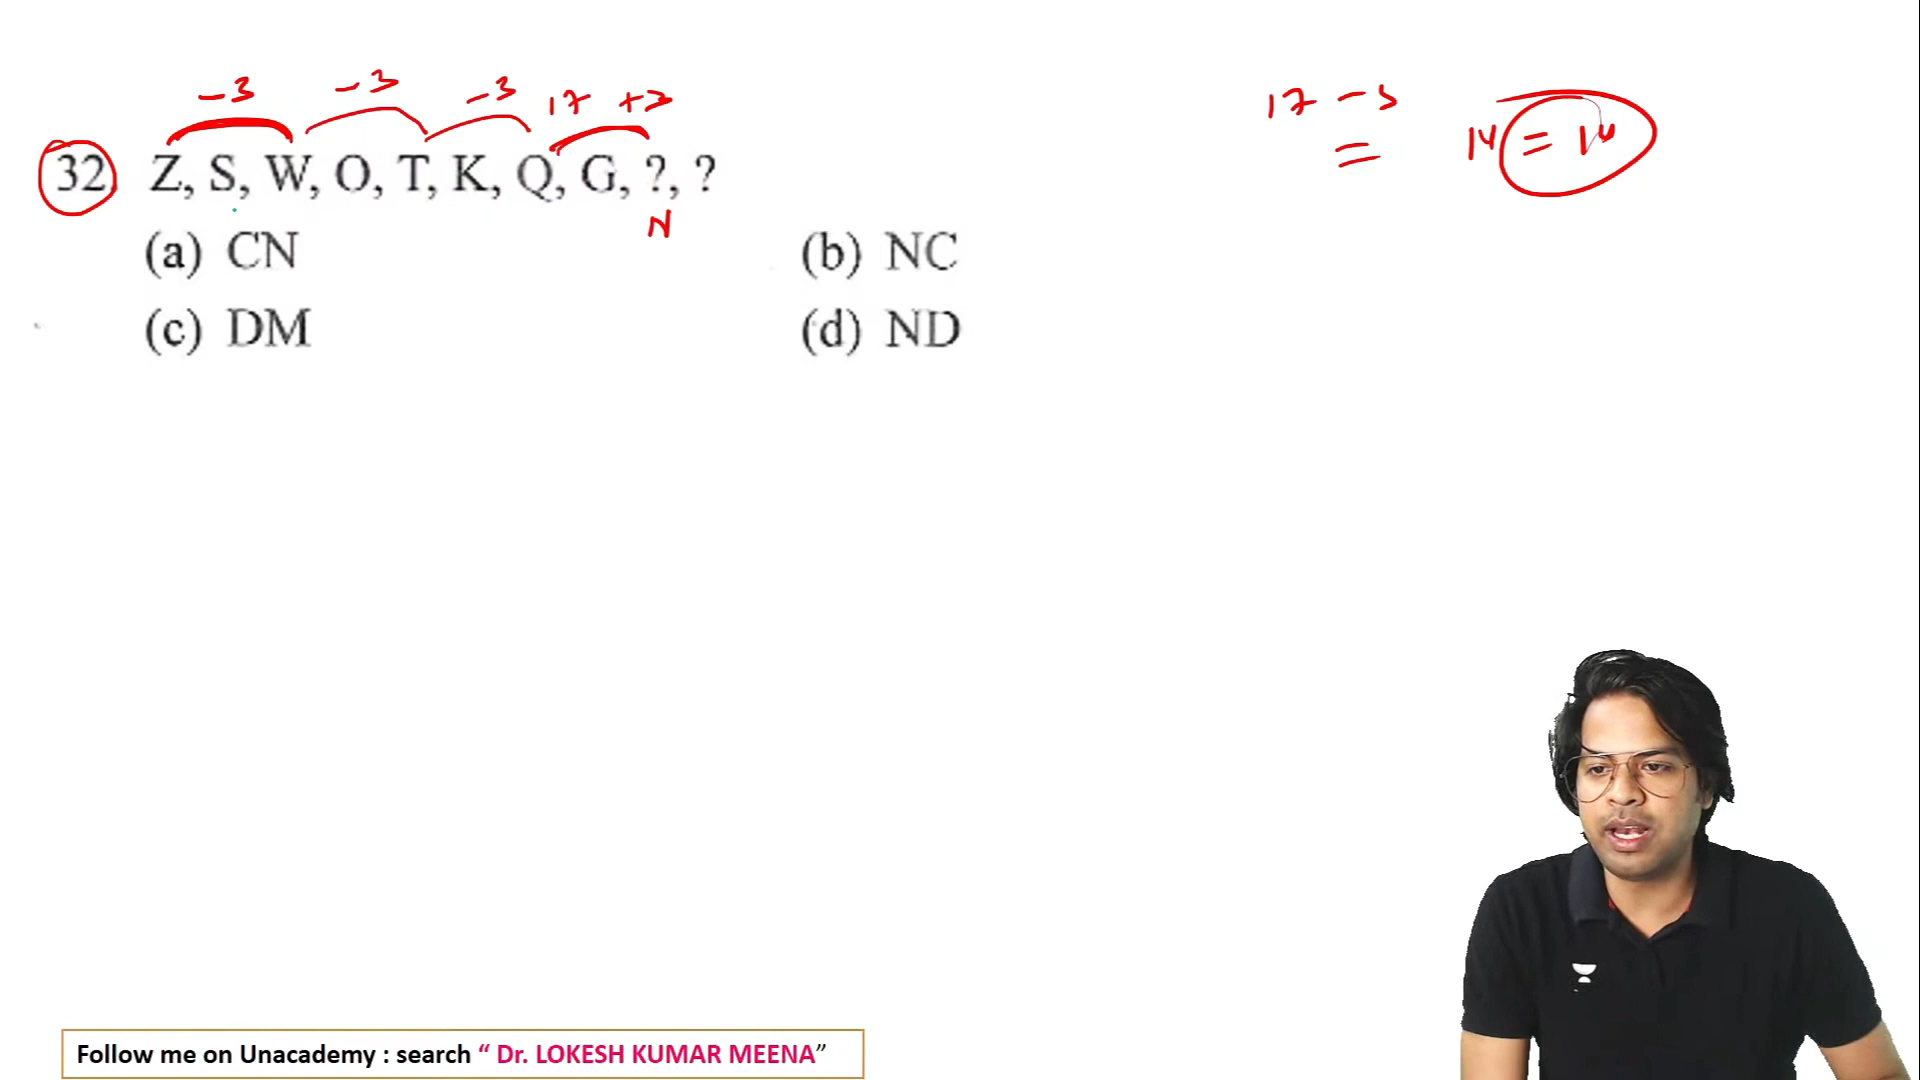 -3 -3 -3 17 +3
17 - 3
= 14 = 14
32. Z, S, W, O, T, K, Q, G, ?, ?
N
(a) CN (b) NC
(c) DM (d) ND
Follow me on Unacademy : search “ Dr. LOKESH KUMAR MEENA”